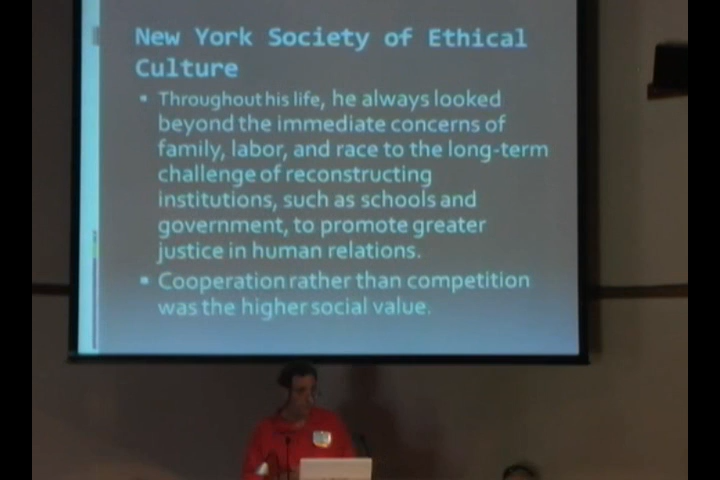 New York Society of Ethical
Culture
Throughout his life, he always looked
beyond the immediate concerns of
family, labor, and race to the long-term
challenge of reconstructing
institutions, such as schools and
government, to promote greater
justice in human relations.
Cooperation rather than competition
was the higher social value.